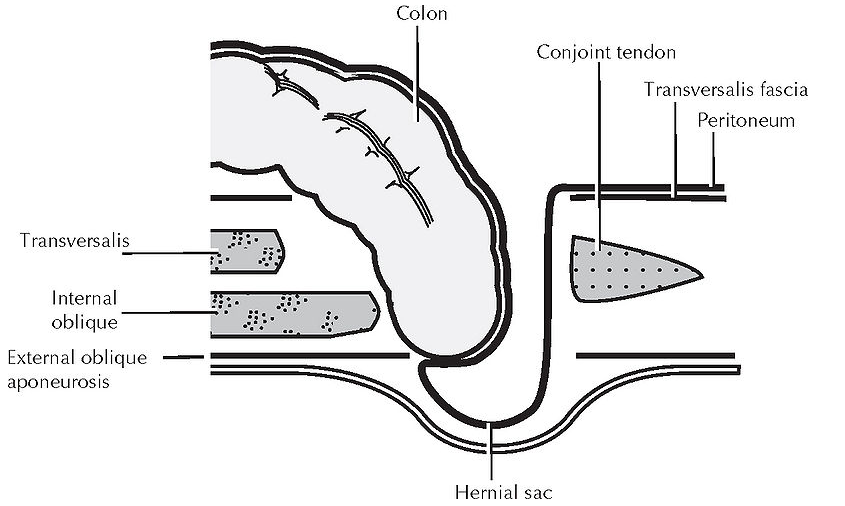 Colon
Conjoint tendon
Transversalis fascia
Peritoneum
Transversalis
Internal
oblique
External oblique
aponeurosis
Hernial sac